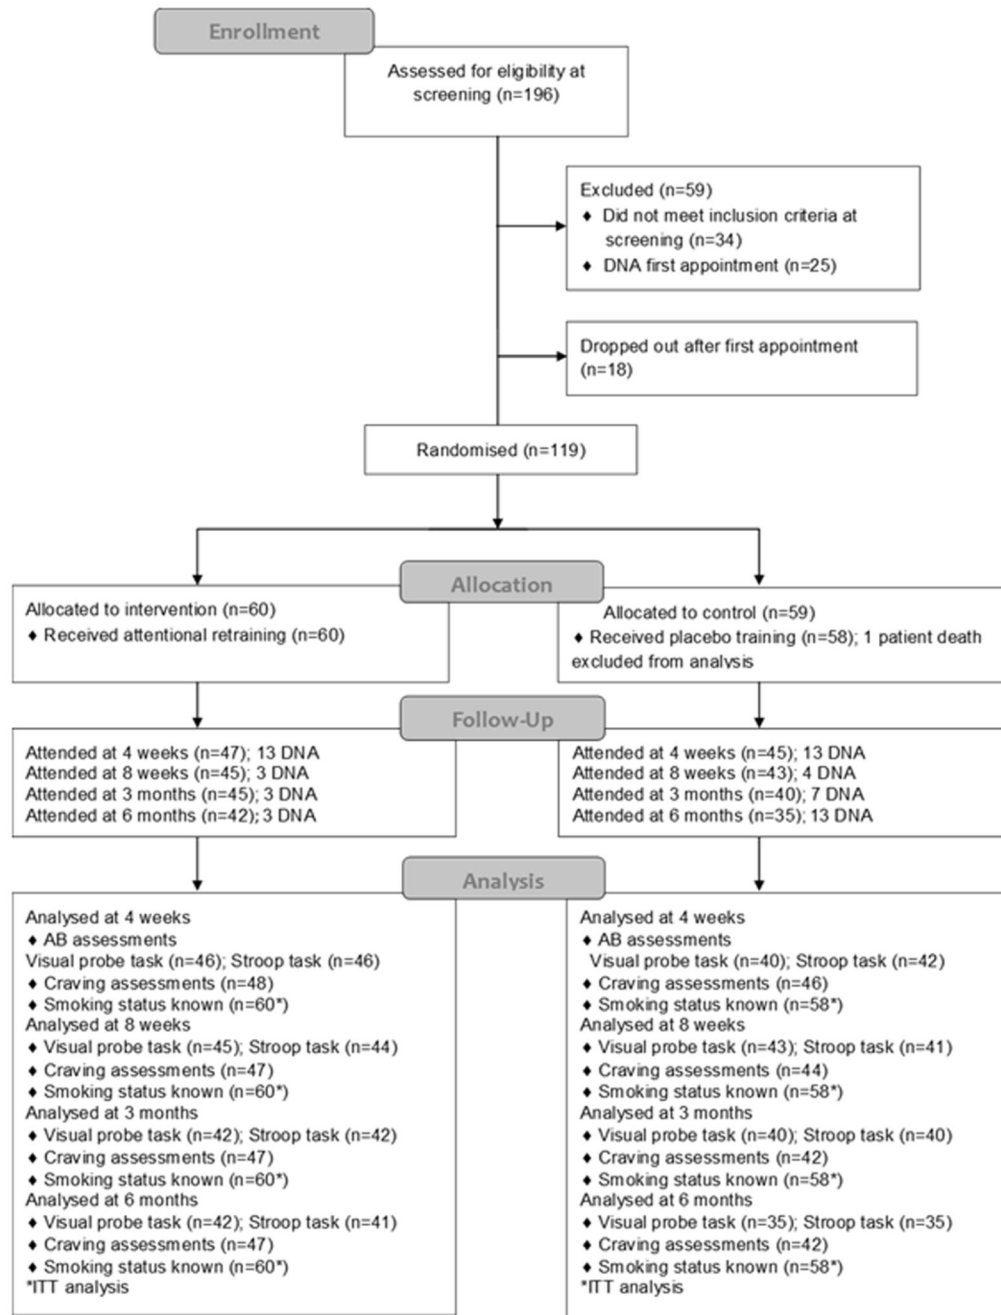 Enrollment
Assessed for eligibility at
screening (n=196)
Excluded (n=59)
♦ Did not meet inclusion criteria at
screening (n=34)
♦ DNA first appointment (n=25)
Dropped out after first appointment
(n=18)
Randomised (n=119)
Allocation
Allocated to intervention (n=60)
♦ Received attentional retraining (n=60)
Allocated to control (n=59)
♦ Received placebo training (n=58); 1 patient death
excluded from analysis
Follow-Up
Attended at 4 weeks (n=47); 13 DNA
Attended at 8 weeks (n=45); 3 DNA
Attended at 3 months (n=45); 3 DNA
Attended at 6 months (n=42); 3 DNA
Attended at 4 weeks (n=45); 13 DNA
Attended at 8 weeks (n=43); 4 DNA
Attended at 3 months (n=40); 7 DNA
Attended at 6 months (n=35); 13 DNA
Analysis
Analysed at 4 weeks
♦ AB assessments
Visual probe task (n=46); Stroop task (n=46)
♦ Craving assessments (n=48)
♦ Smoking status known (n=60*)
Analysed at 8 weeks
♦ Visual probe task (n=45); Stroop task (n=44)
♦ Craving assessments (n=47)
♦ Smoking status known (n=60*)
Analysed at 3 months
♦ Visual probe task (n=42); Stroop task (n=42)
♦ Craving assessments (n=47)
♦ Smoking status known (n=60*)
Analysed at 6 months
♦ Visual probe task (n=42); Stroop task (n=41)
♦ Craving assessments (n=47)
♦ Smoking status known (n=60*)
*ITT analysis
Analysed at 4 weeks
♦ AB assessments
Visual probe task (n=40); Stroop task (n=42)
♦ Craving assessments (n=46)
♦ Smoking status known (n=58*)
Analysed at 8 weeks
♦ Visual probe task (n=43); Stroop task (n=41)
♦ Craving assessments (n=44)
♦ Smoking status known (n=58*)
Analysed at 3 months
♦ Visual probe task (n=40); Stroop task (n=40)
♦ Craving assessments (n=42)
♦ Smoking status known (n=58*)
Analysed at 6 months
♦ Visual probe task (n=35); Stroop task (n=35)
♦ Craving assessments (n=42)
♦ Smoking status known (n=58*)
*ITT analysis